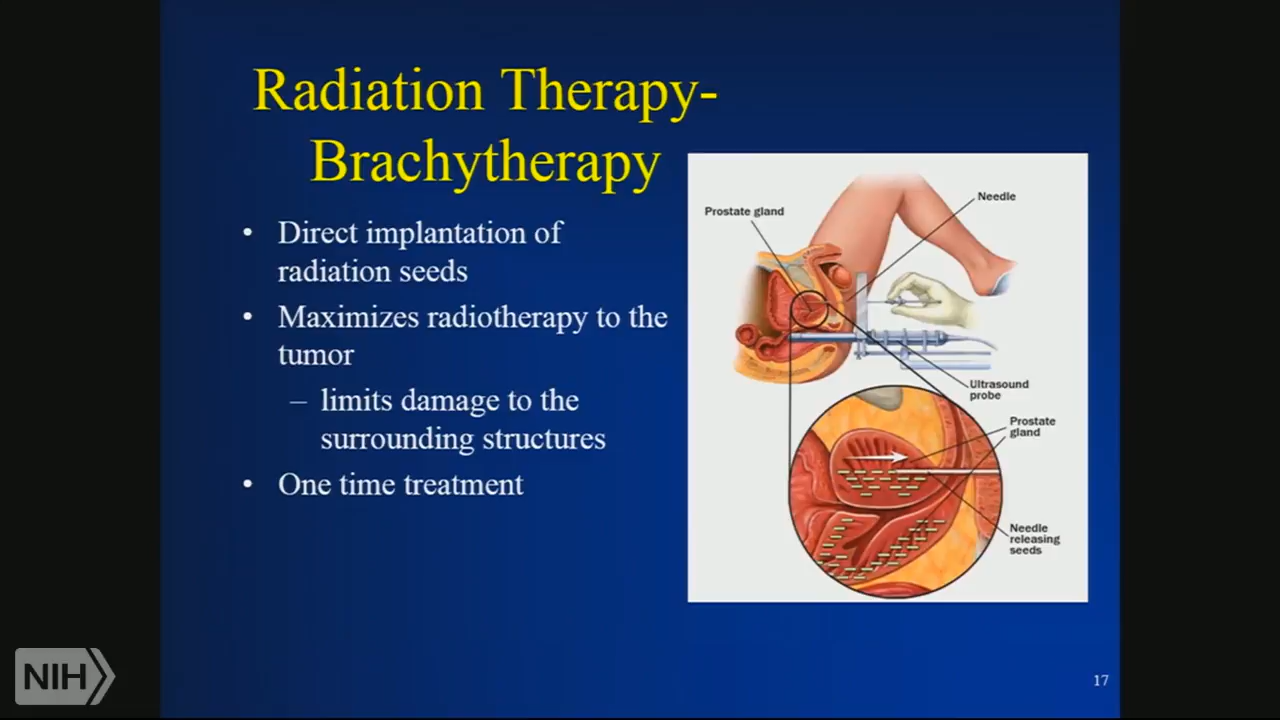 Radiation Therapy-
Brachytherapy
• Direct implantation of
radiation seeds
• Maximizes radiotherapy to the
tumor
– limits damage to the
surrounding structures
• One time treatment
Prostate gland
Needle
Ultrasound
probe
Prostate
gland
Needle
releasing
seeds
NIH
17